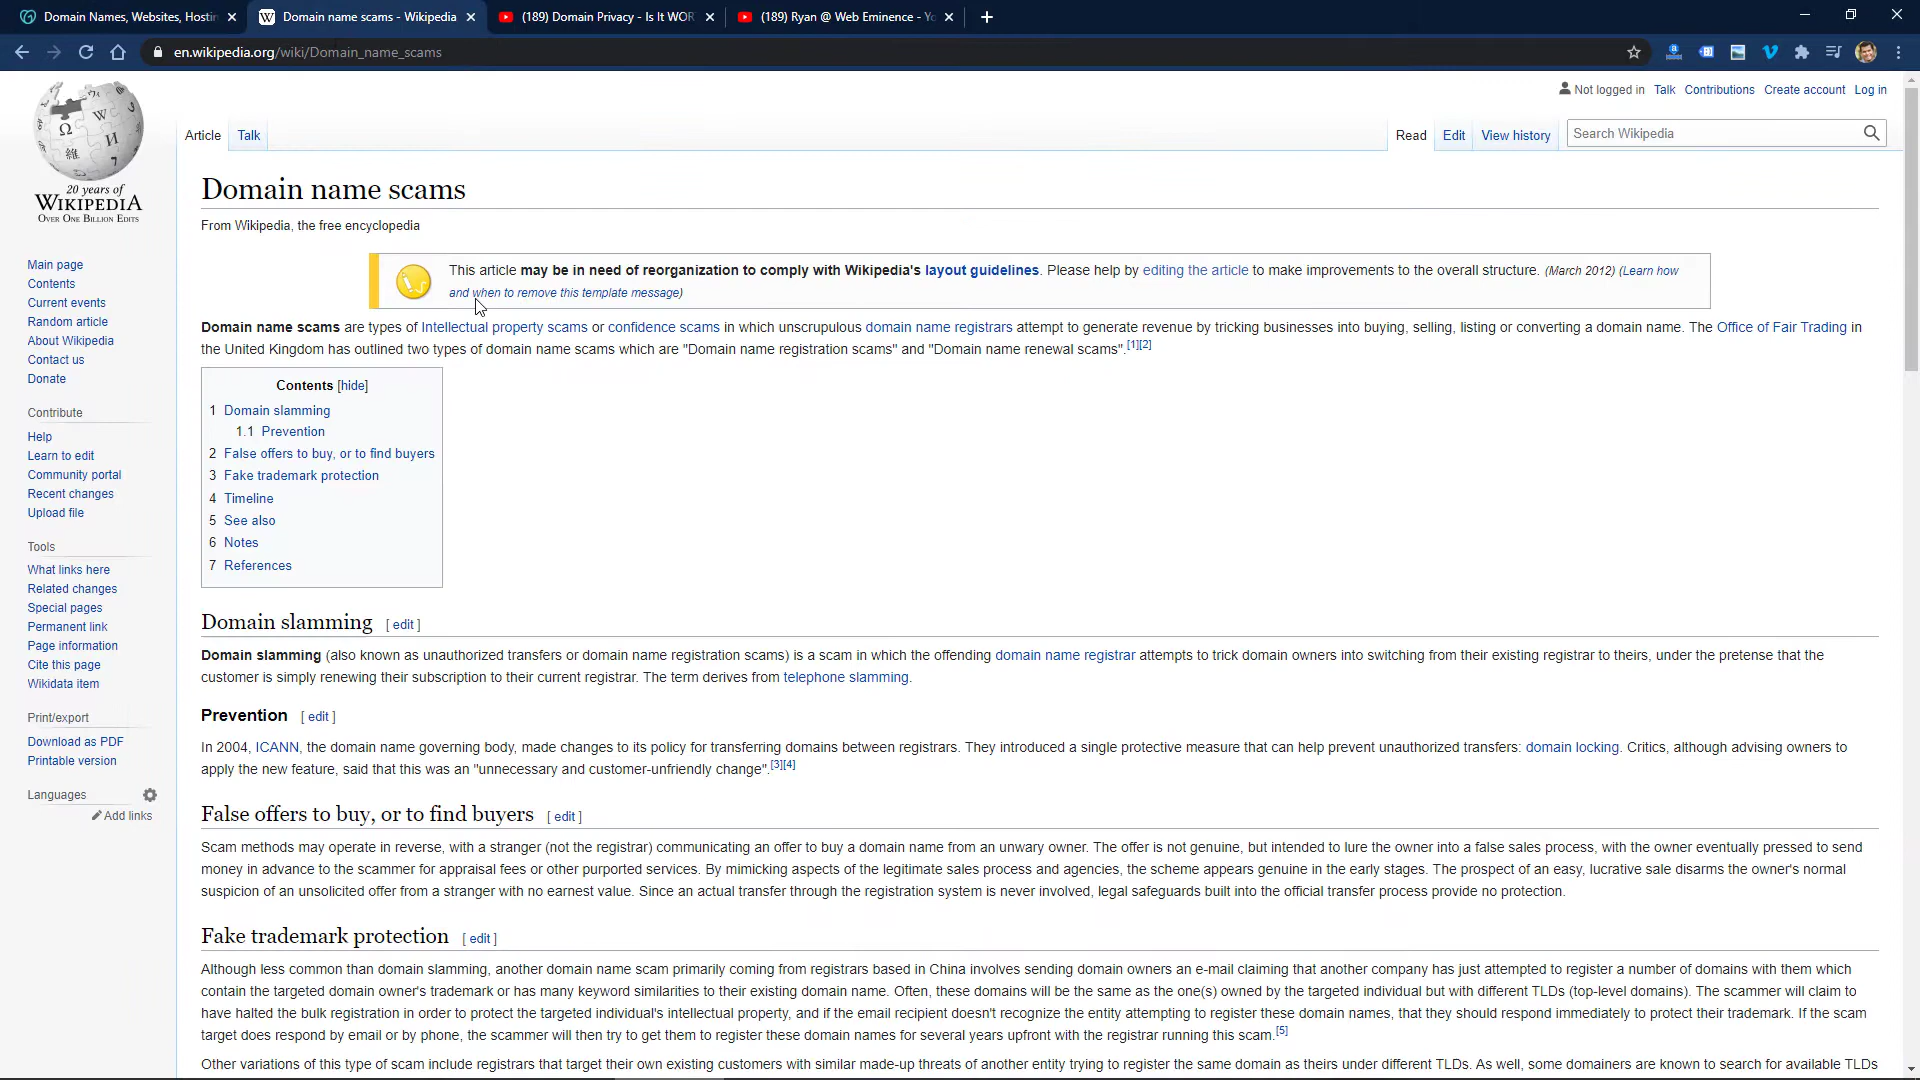 Domain Names, Websites, Hostin
Domain name scams - Wikipedia
(189) Domain Privacy - Is It WOR
(189) Ryan @ Web Eminence - Yo
en.wikipedia.org/wiki/Domain_name_scams
Not logged in Talk Contributions Create account Log in
Article Talk
Read Edit View history
Search Wikipedia
20 years of
WIKIPEDIA
Over One Billion Edits
Main page
Contents
Current events
Random article
About Wikipedia
Contact us
Donate
Contribute
Help
Learn to edit
Community portal
Recent changes
Upload file
Tools
What links here
Related changes
Special pages
Permanent link
Page information
Cite this page
Wikidata item
Print/export
Download as PDF
Printable version
Languages
Add links
Domain name scams
From Wikipedia, the free encyclopedia
This article may be in need of reorganization to comply with Wikipedia's layout guidelines. Please help by editing the article to make improvements to the overall structure. (March 2012) (Learn how
and when to remove this template message)
Domain name scams are types of Intellectual property scams or confidence scams in which unscrupulous domain name registrars attempt to generate revenue by tricking businesses into buying, selling, listing or converting a domain name. The Office of Fair Trading in
the United Kingdom has outlined two types of domain name scams which are "Domain name registration scams" and "Domain name renewal scams".[1][2]
Contents [hide]
1 Domain slamming
1.1 Prevention
2 False offers to buy, or to find buyers
3 Fake trademark protection
4 Timeline
5 See also
6 Notes
7 References
Domain slamming [ edit ]
Domain slamming (also known as unauthorized transfers or domain name registration scams) is a scam in which the offending domain name registrar attempts to trick domain owners into switching from their existing registrar to theirs, under the pretense that the
customer is simply renewing their subscription to their current registrar. The term derives from telephone slamming.
Prevention [ edit ]
In 2004, ICANN, the domain name governing body, made changes to its policy for transferring domains between registrars. They introduced a single protective measure that can help prevent unauthorized transfers: domain locking. Critics, although advising owners to
apply the new feature, said that this was an "unnecessary and customer-unfriendly change".[3][4]
False offers to buy, or to find buyers [ edit ]
Scam methods may operate in reverse, with a stranger (not the registrar) communicating an offer to buy a domain name from an unwary owner. The offer is not genuine, but intended to lure the owner into a false sales process, with the owner eventually pressed to send
money in advance to the scammer for appraisal fees or other purported services. By mimicking aspects of the legitimate sales process and agencies, the scheme appears genuine in the early stages. The prospect of an easy, lucrative sale disarms the owner's normal
suspicion of an unsolicited offer from a stranger with no earnest value. Since an actual transfer through the registration system is never involved, legal safeguards built into the official transfer process provide no protection.
Fake trademark protection [ edit ]
Although less common than domain slamming, another domain name scam primarily coming from registrars based in China involves sending domain owners an e-mail claiming that another company has just attempted to register a number of domains with them which
contain the targeted domain owner's trademark or has many keyword similarities to their existing domain name. Often, these domains will be the same as the one(s) owned by the targeted individual but with different TLDs (top-level domains). The scammer will claim to
have halted the bulk registration in order to protect the targeted individual's intellectual property, and if the email recipient doesn't recognize the entity attempting to register these domain names, that they should respond immediately to protect their trademark. If the scam
target does respond by email or by phone, the scammer will then try to get them to register these domain names for several years upfront with the registrar running this scam.[5]
Other variations of this type of scam include registrars that target their own existing customers with similar made-up threats of another entity trying to register the same domain as theirs under different TLDs. As well, some domainers are known to search for available TLDs